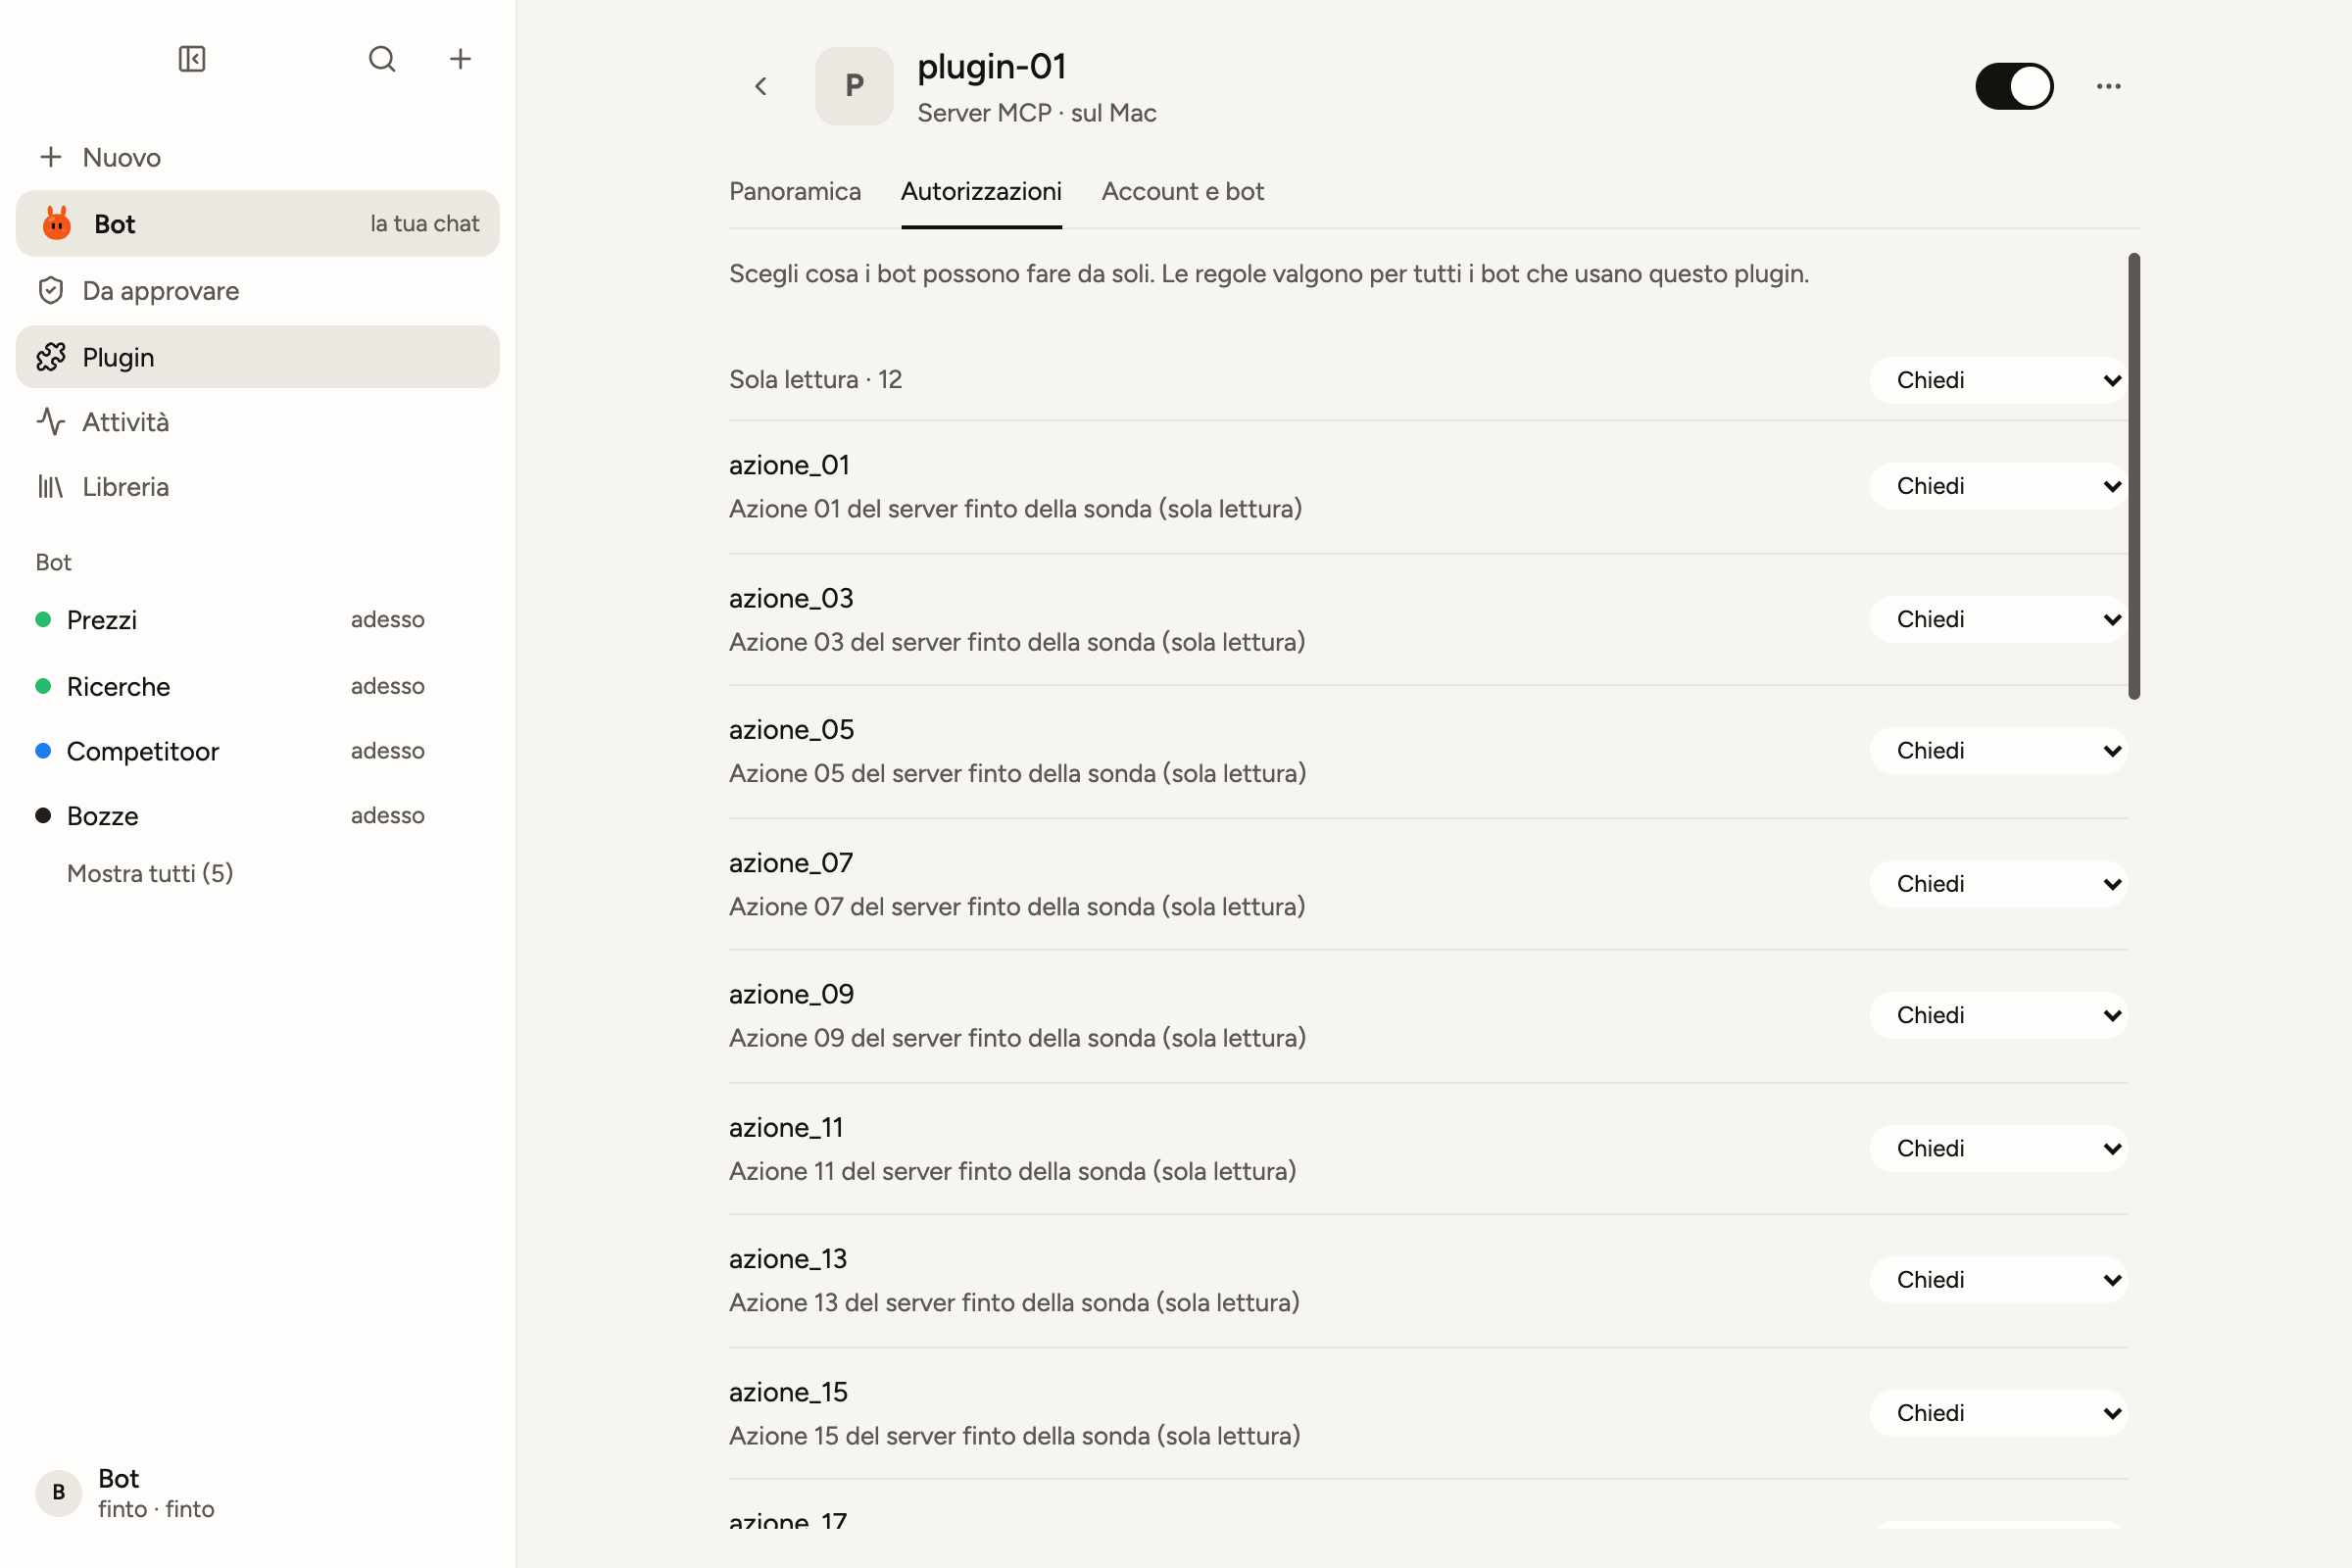 Nuovo
Bot la tua chat
Da approvare
Plugin
Attività
Libreria
Bot
Prezzi adesso
Ricerche adesso
Competitoor adesso
Bozze adesso
Mostra tutti (5)
B
Bot
finto · finto
P
plugin-01
Server MCP · sul Mac
Panoramica Autorizzazioni Account e bot
Scegli cosa i bot possono fare da soli. Le regole valgono per tutti i bot che usano questo plugin.
Sola lettura · 12 Chiedi
azione_01
Azione 01 del server finto della sonda (sola lettura)
Chiedi
azione_03
Azione 03 del server finto della sonda (sola lettura)
Chiedi
azione_05
Azione 05 del server finto della sonda (sola lettura)
Chiedi
azione_07
Azione 07 del server finto della sonda (sola lettura)
Chiedi
azione_09
Azione 09 del server finto della sonda (sola lettura)
Chiedi
azione_11
Azione 11 del server finto della sonda (sola lettura)
Chiedi
azione_13
Azione 13 del server finto della sonda (sola lettura)
Chiedi
azione_15
Azione 15 del server finto della sonda (sola lettura)
Chiedi
azione_17